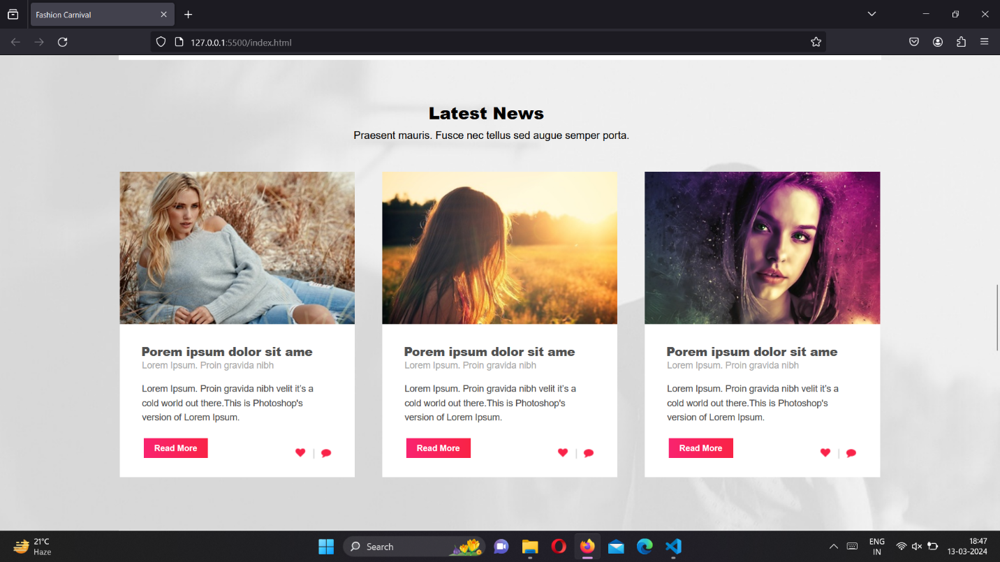 Fashion Carnival
127.0.0.1:5500/index.html
Latest News
Praesent mauris. Fusce nec tellus sed augue semper porta.
Porem ipsum dolor sit ame
Lorem Ipsum. Proin gravida nibh
Lorem Ipsum. Proin gravida nibh velit it's a
cold world out there.This is Photoshop's
version of Lorem Ipsum.
Read More
Porem ipsum dolor sit ame
Lorem Ipsum. Proin gravida nibh
Lorem Ipsum. Proin gravida nibh velit it's a
cold world out there.This is Photoshop's
version of Lorem Ipsum.
Read More
Porem ipsum dolor sit ame
Lorem Ipsum. Proin gravida nibh
Lorem Ipsum. Proin gravida nibh velit it's a
cold world out there.This is Photoshop's
version of Lorem Ipsum.
Read More
21°C
Haze
Search
ENG
IN
18:47
13-03-2024